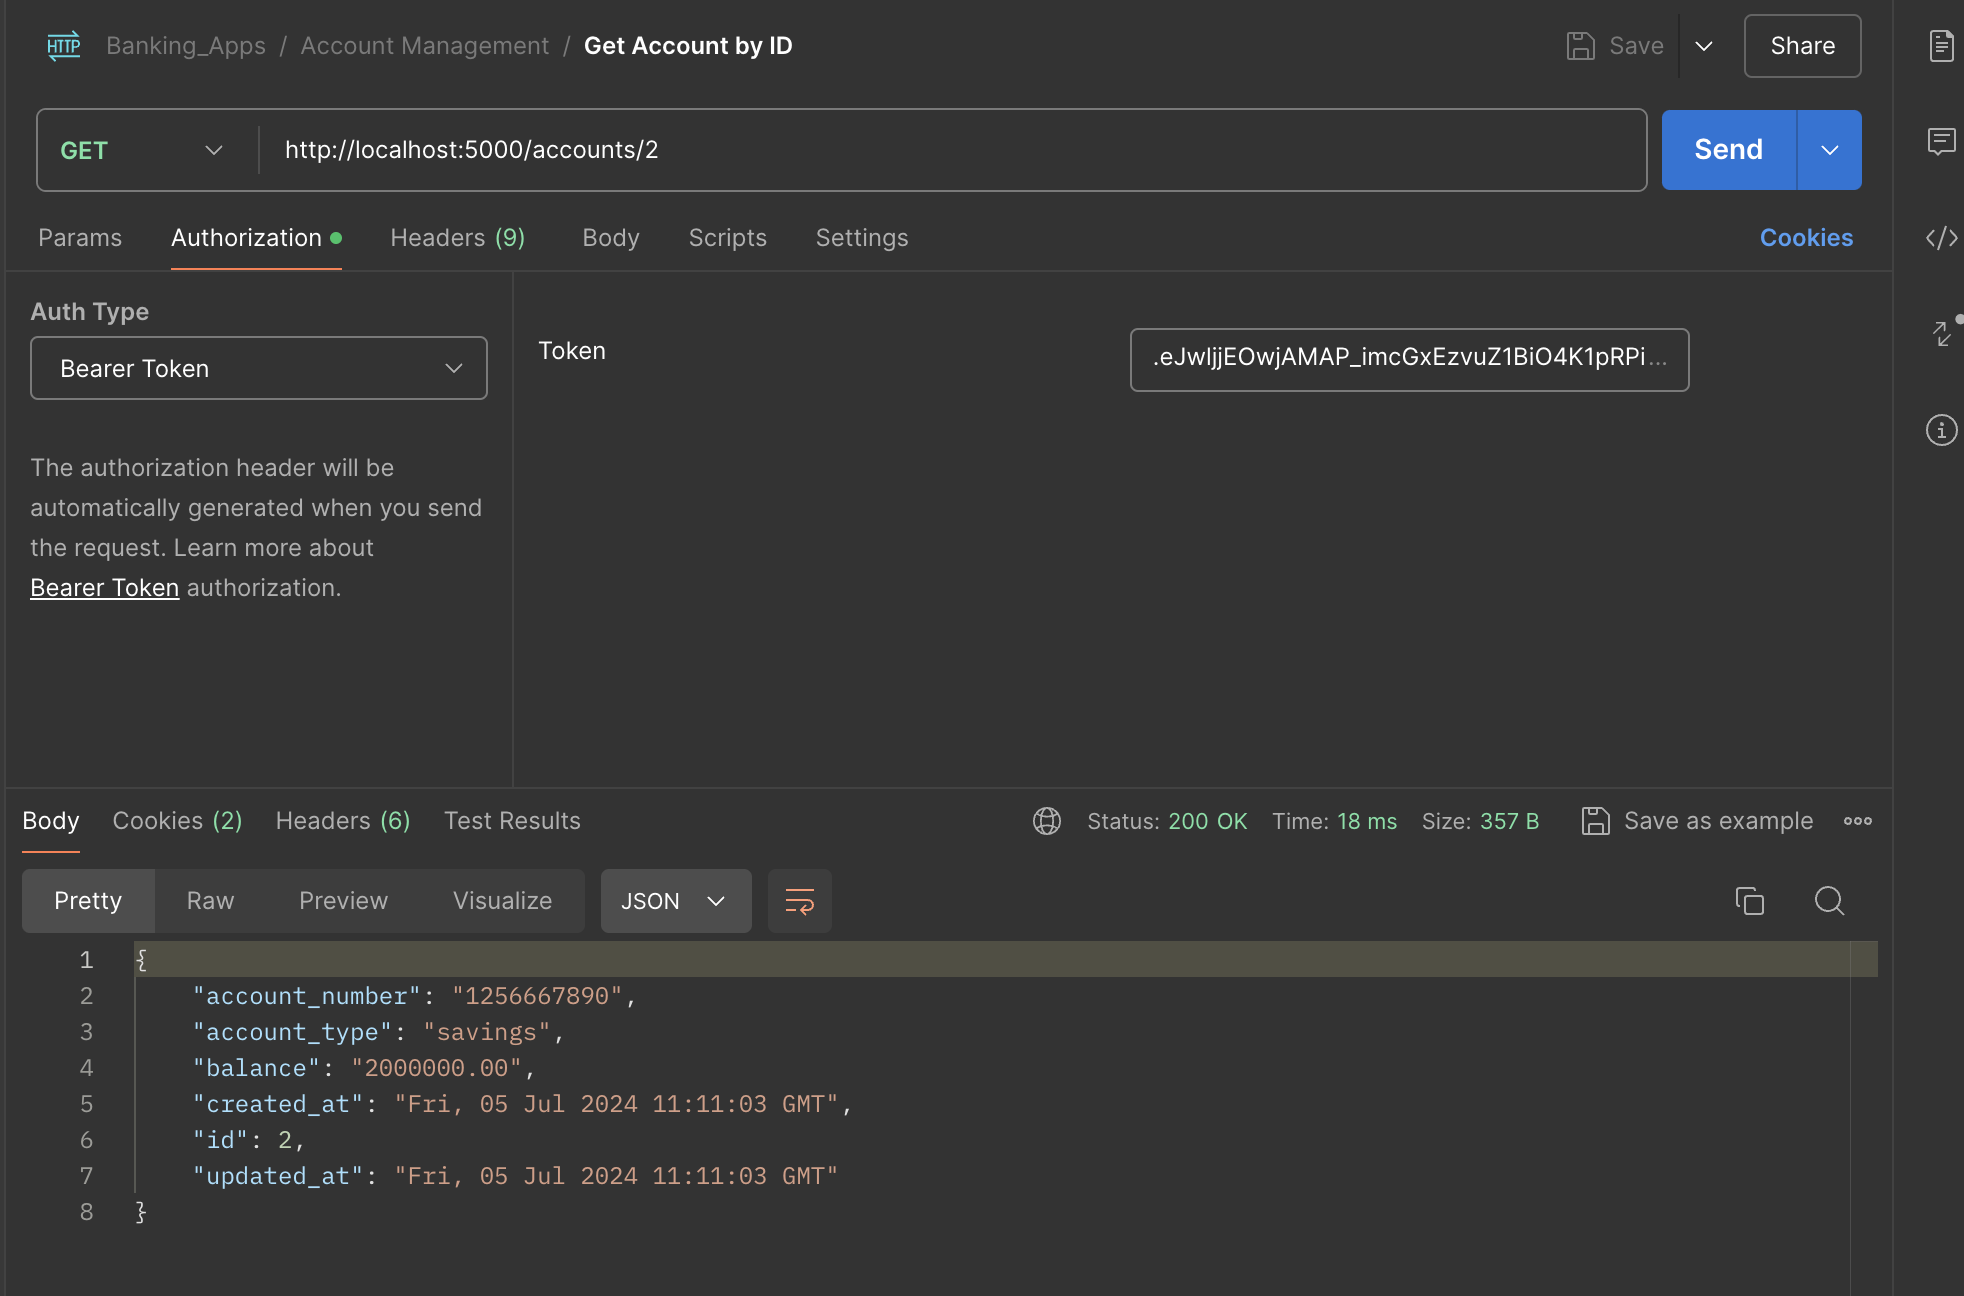 HTTP Banking_Apps / Account Management / Get Account by ID Save Share
GET http://localhost:5000/accounts/2 Send
Params Authorization Headers (9) Body Scripts Settings Cookies
Auth Type
Bearer Token
Token .eJwljjEOwjAMAP_imcGxEzvuZ1BiO4K1pRPi...
The authorization header will be
automatically generated when you send
the request. Learn more about
Bearer Token authorization.
Body Cookies (2) Headers (6) Test Results Status: 200 OK Time: 18 ms Size: 357 B Save as example
Pretty Raw Preview Visualize JSON
1 {
2 "account_number": "1256667890",
3 "account_type": "savings",
4 "balance": "2000000.00",
5 "created_at": "Fri, 05 Jul 2024 11:11:03 GMT",
6 "id": 2,
7 "updated_at": "Fri, 05 Jul 2024 11:11:03 GMT"
8 }